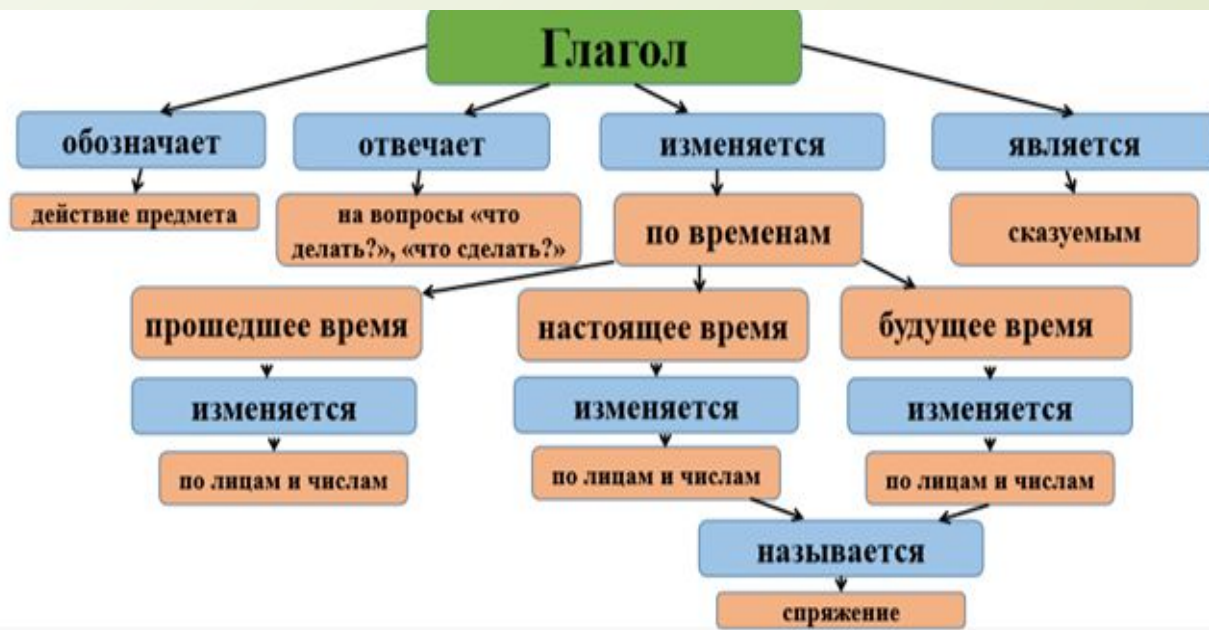 Глагол
обозначает
отвечает
изменяется
является
действие предмета
на вопросы «что
делать?», «что сделать?»
по временам
сказуемым
прошедшее время
настоящее время
будущее время
изменяется
изменяется
изменяется
по лицам и числам
по лицам и числам
по лицам и числам
называется
спряжение